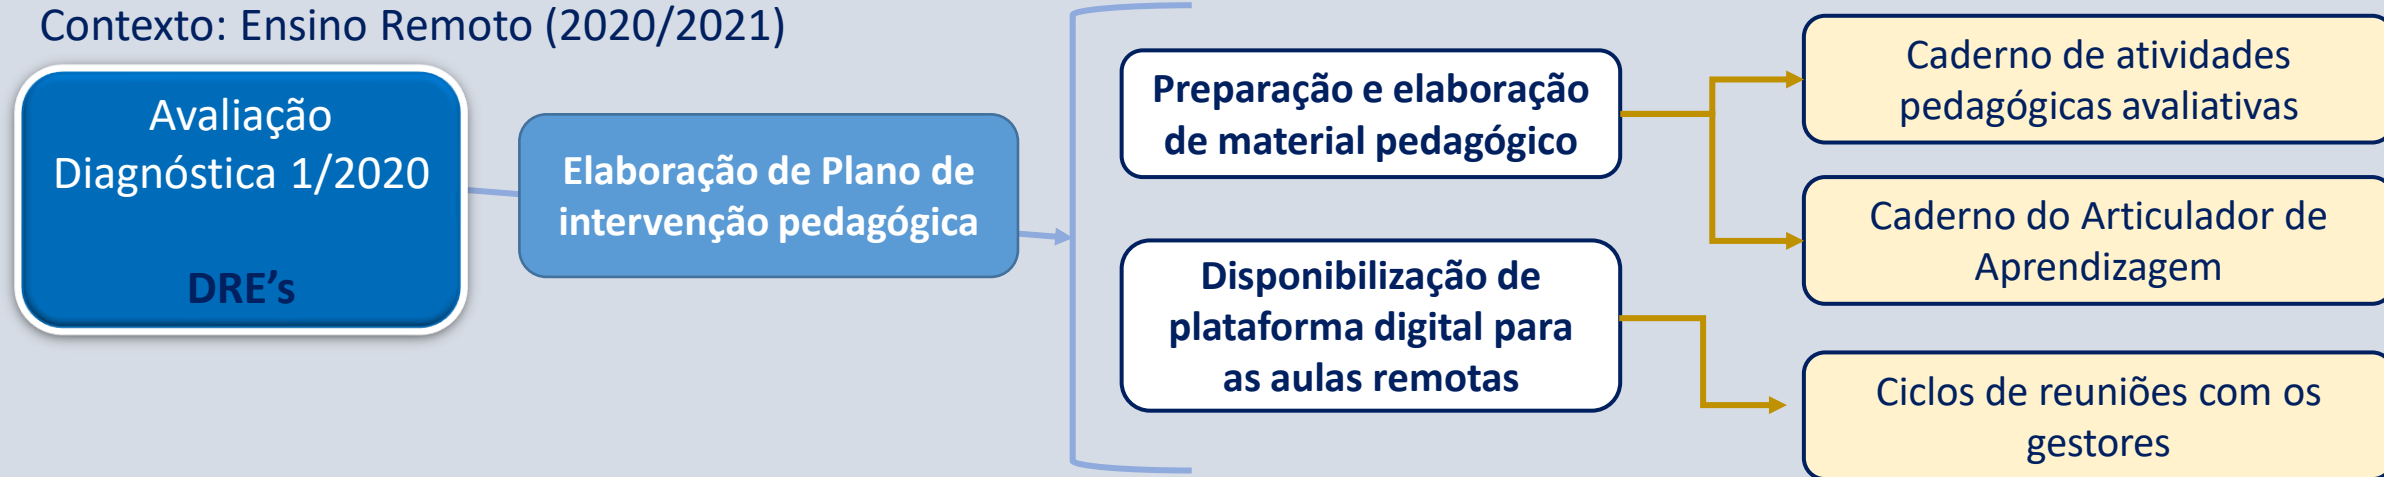 Contexto: Ensino Remoto (2020/2021)
Avaliação
Diagnóstica 1/2020
DRE’s
Elaboração de Plano de
intervenção pedagógica
Preparação e elaboração
de material pedagógico
Disponibilização de
plataforma digital para
as aulas remotas
Caderno de atividades
pedagógicas avaliativas
Caderno do Articulador de
Aprendizagem
Ciclos de reuniões com os
gestores